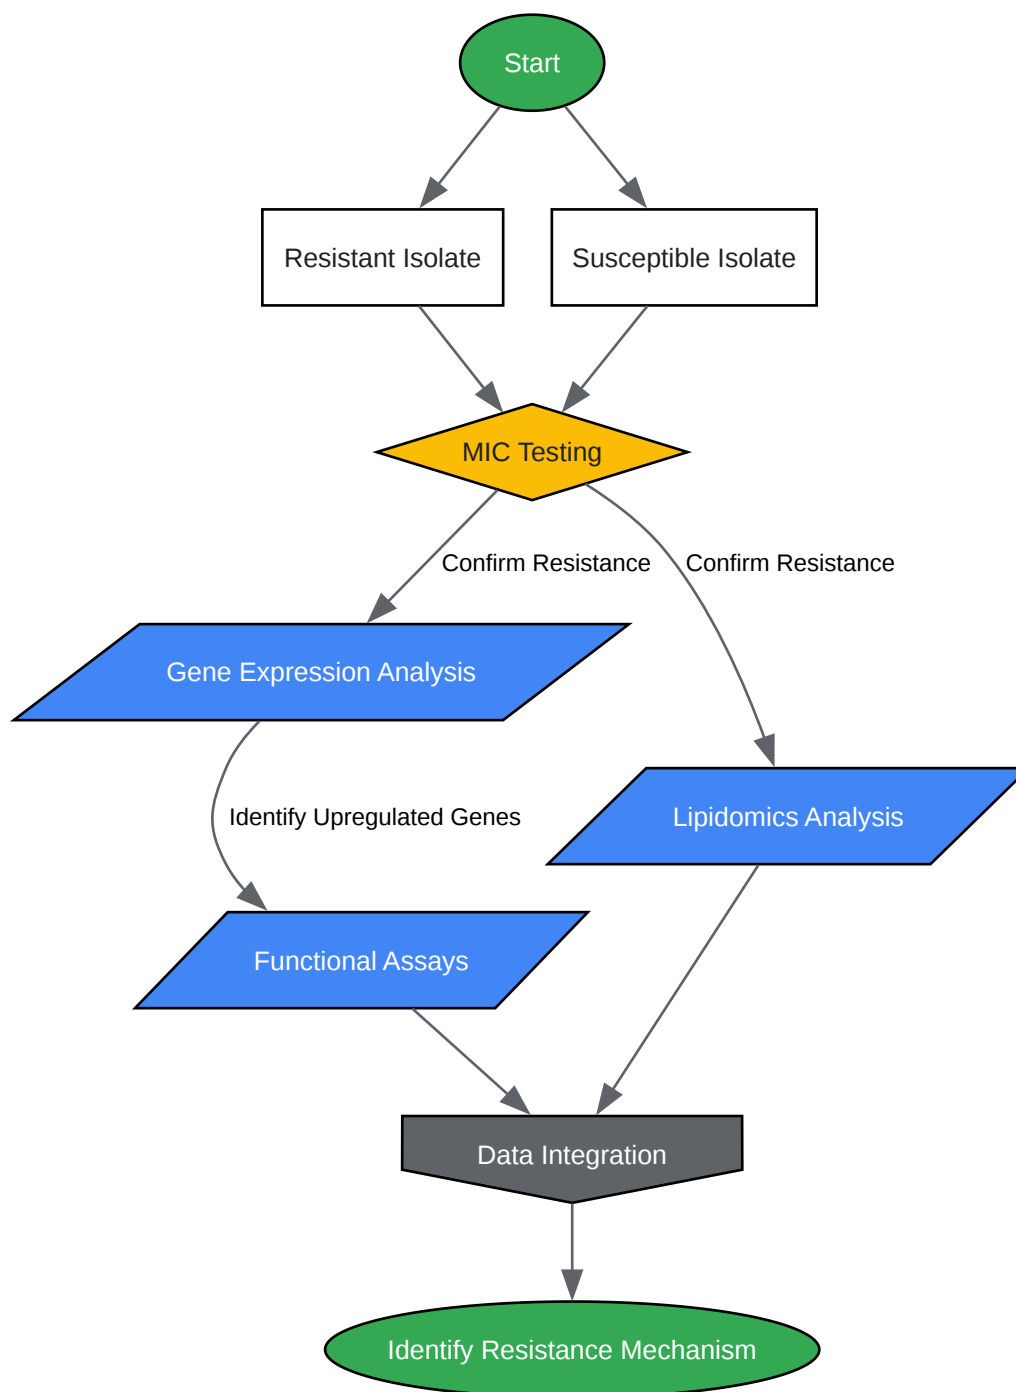 Start
Resistant Isolate
Susceptible Isolate
MIC Testing
Confirm Resistance
Confirm Resistance
Gene Expression Analysis
Identify Upregulated Genes
Lipidomics Analysis
Functional Assays
Data Integration
Identify Resistance Mechanism